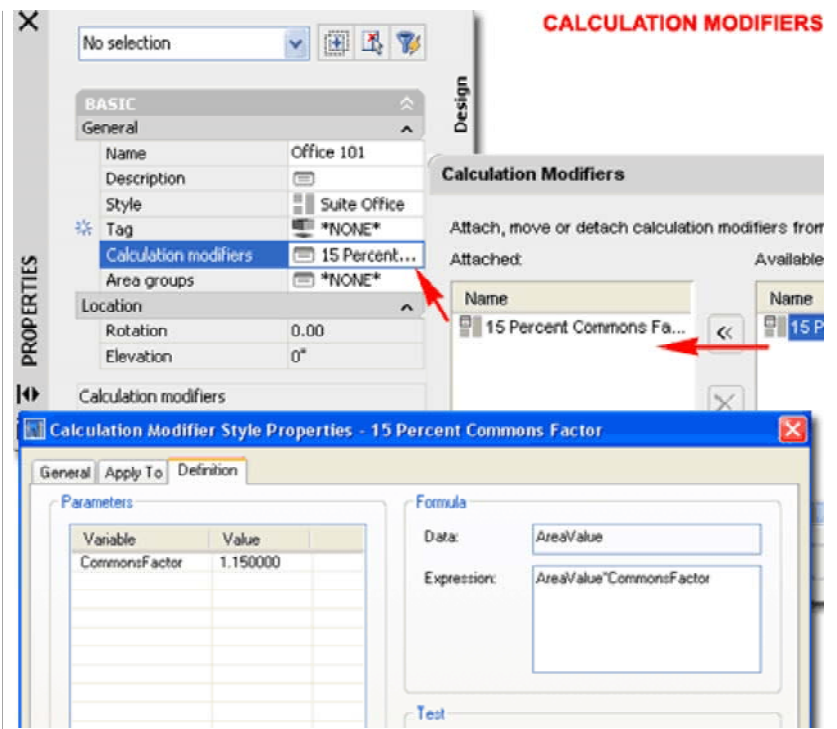 CALCULATION MODIFIERS
No selection
Design
BASIC
General
Name Office 101
Description
Style Suite Office
Tag *NONE*
Calculation modifiers 15 Percent...
Area groups *NONE*
Location
Rotation 0.00
Elevation 0"
Calculation modifiers
PROPERTIES
Calculation Modifiers
Attach, move or detach calculation modifiers from
Attached: Available
Name Name
15 Percent Commons Fa... 15 P
Calculation Modifier Style Properties - 15 Percent Commons Factor
General Apply To Definition
Parameters
Variable Value
CommonsFactor 1.150000
Formula
Data: AreaValue
Expression: AreaValue*CommonsFactor
Test